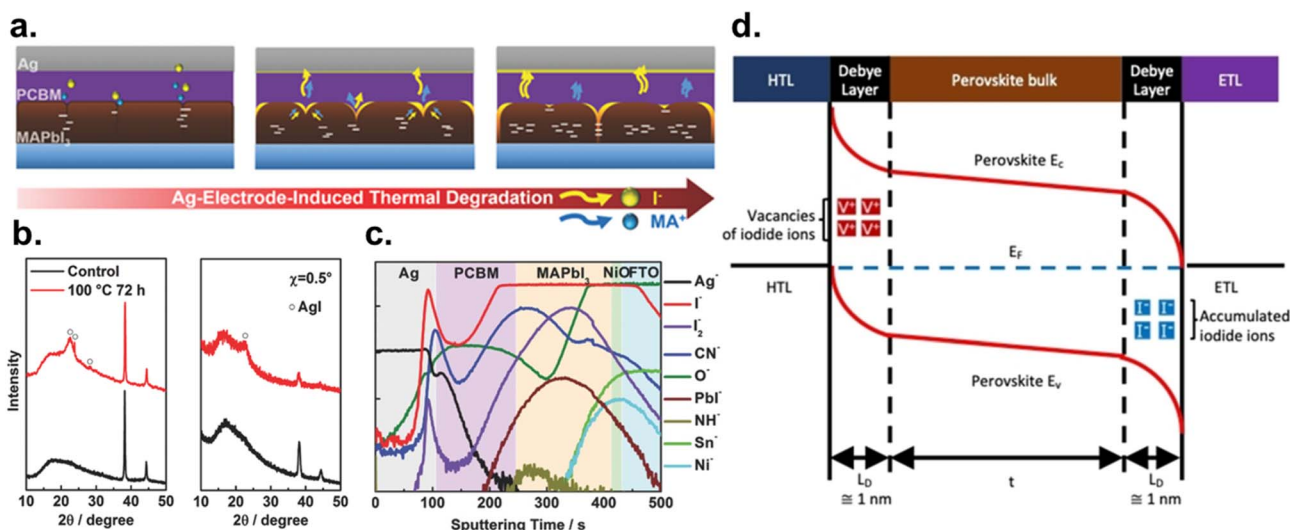 a.
Ag
PCBM
MAPbI3
Ag-Electrode-Induced Thermal Degradation
I-
MA+
b.
Control
100 °C 72 h
χ=0.5°
AgI
Intensity
10 20 30 40 50
10 20 30 40 50
2θ / degree
2θ / degree
c.
Ag PCBM MAPbI3 NiO FTO
Ag-
I-
I2-
CN-
O-
PbI-
NH-
Sn-
Ni-
0 100 200 300 400 500
Sputtering Time / s
d.
HTL
Debye
Layer
Perovskite bulk
Debye
Layer
ETL
Perovskite Ec
V+ V+
V+ V+
Vacancies
of iodide ions
EF
HTL
ETL
I- I-
I- I-
Accumulated
iodide ions
Perovskite Ev
LD
≅ 1 nm
t
LD
≅ 1 nm